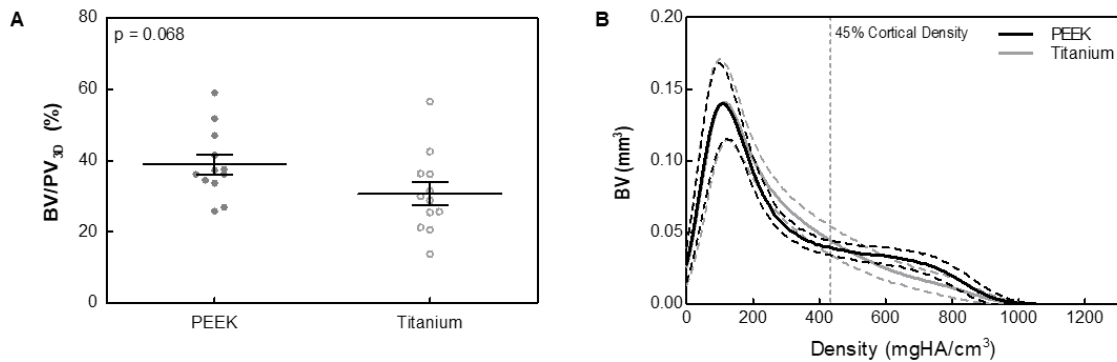 A
80
60
40
20
0
BV/PV3D (%)
p = 0.068
PEEK
Titanium
B
0.20
0.15
0.10
0.05
0.00
BV (mm3)
45% Cortical Density
PEEK
Titanium
0
200
400
600
800
1000
1200
Density (mgHA/cm3)